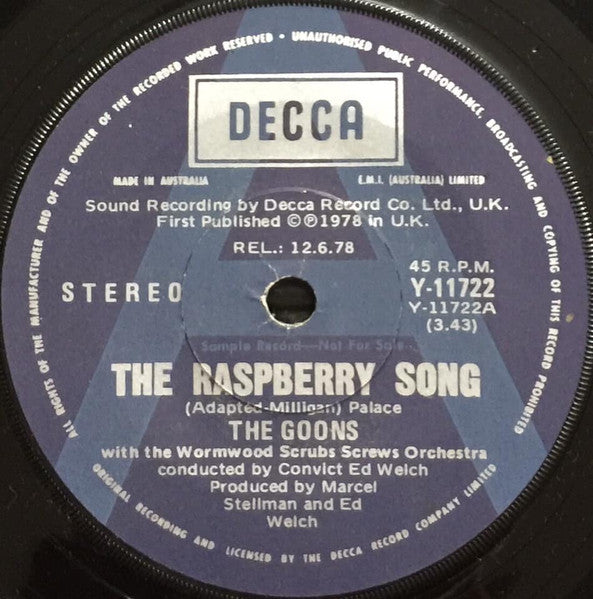 ALL RIGHTS OF THE MANUFACTURER AND OF THE OWNER OF THE RECORDED WORK RESERVED • UNAUTHORISED PUBLIC PERFORMANCE, BROADCASTING AND COPYING OF THIS RECORD PROHIBITED
DECCA
MADE IN AUSTRALIA
E.M.I. (AUSTRALIA) LIMITED
Sound Recording by Decca Record Co. Ltd., U.K.
First Published ©℗1978 in U.K.
REL.: 12.6.78
45 R.P.M.
STEREO
Y-11722
Y-11722A
(3.43)
Sample Record—Not For Sale
THE RASPBERRY SONG
(Adapted-Milligan) Palace
THE GOONS
with the Wormwood Scrubs Screws Orchestra
conducted by Convict Ed Welch
Produced by Marcel
Stellman and Ed
Welch
ORIGINAL RECORDING AND LICENSED BY THE DECCA RECORD COMPANY LIMITED